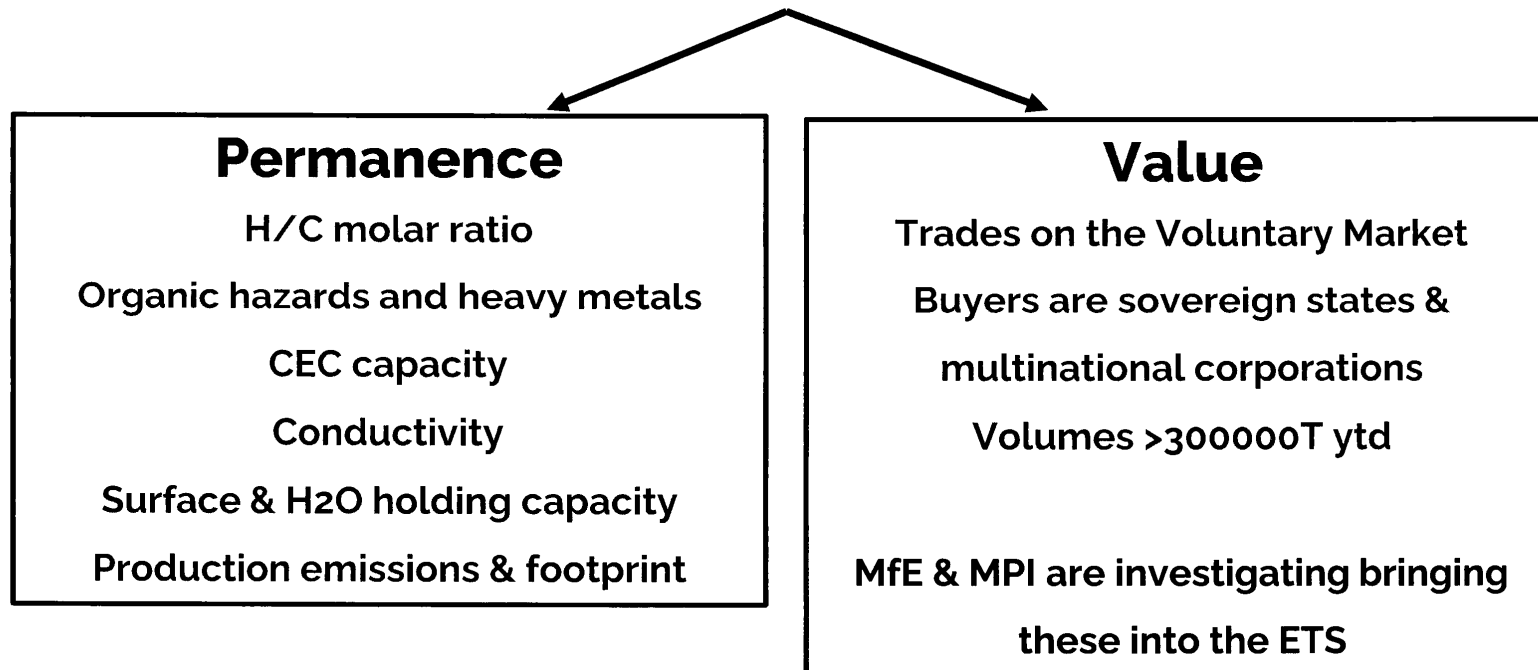 Permanence
H/C molar ratio
Organic hazards and heavy metals
CEC capacity
Conductivity
Surface & H2O holding capacity
Production emissions & footprint
Value
Trades on the Voluntary Market
Buyers are sovereign states &
multinational corporations
Volumes >300000T ytd
MfE & MPI are investigating bringing
these into the ETS